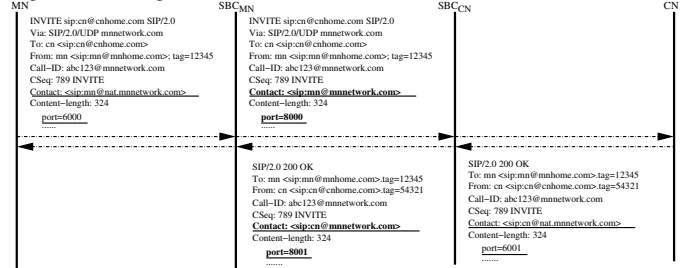 MN
SBC MN
SBC CN
CN
INVITE sip:cn@cnhome.com SIP/2.0
Via: SIP/2.0/UDP mnnetwork.com
To: cn <sip:cn@cnhome.com>
From: mn <sip:mn@mnhome.com>; tag=12345
Call–ID: abc123@mnnetwork.com
CSeq: 789 INVITE
Contact: <sip:mn@nat.mnnetwork.com>
Content–length: 324
port=6000
......
INVITE sip:cn@cnhome.com SIP/2.0
Via: SIP/2.0/UDP mnnetwork.com
To: cn <sip:cn@cnhome.com>
From: mn <sip:mn@mnhome.com>; tag=12345
Call–ID: abc123@mnnetwork.com
CSeq: 789 INVITE
Contact: <sip:mn@mnnetwork.com>
Content–length: 324
port=8000
......
SIP/2.0 200 OK
To: mn <sip:mn@mnhome.com>.tag=12345
From: cn <sip:cn@cnhome.com>.tag=54321
Call–ID: abc123@mnnetwork.com
CSeq: 789 INVITE
Contact: <sip:cn@cnnetwork.com>
Content–length: 324
port=8001
.......
SIP/2.0 200 OK
To: mn <sip:mn@mnhome.com>.tag=12345
From: cn <sip:cn@cnhome.com>.tag=54321
Call–ID: abc123@mnnetwork.com
CSeq: 789 INVITE
Contact: <sip:cn@nat.mnnetwork.com>
Content–length: 324
port=6001
.......